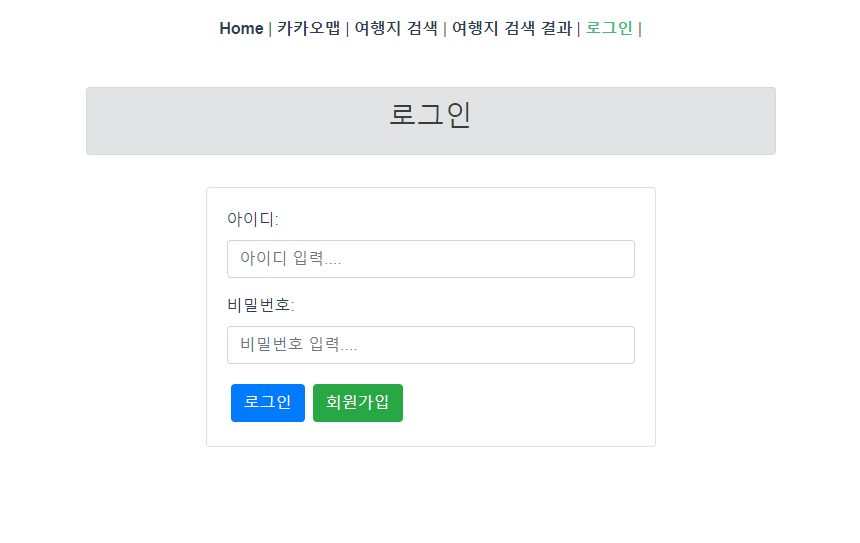 Home | 카카오맵 | 여행지 검색 | 여행지 검색 결과 | 로그인 |
로그인
아이디:
아이디 입력....
비밀번호:
비밀번호 입력....
로그인 회원가입